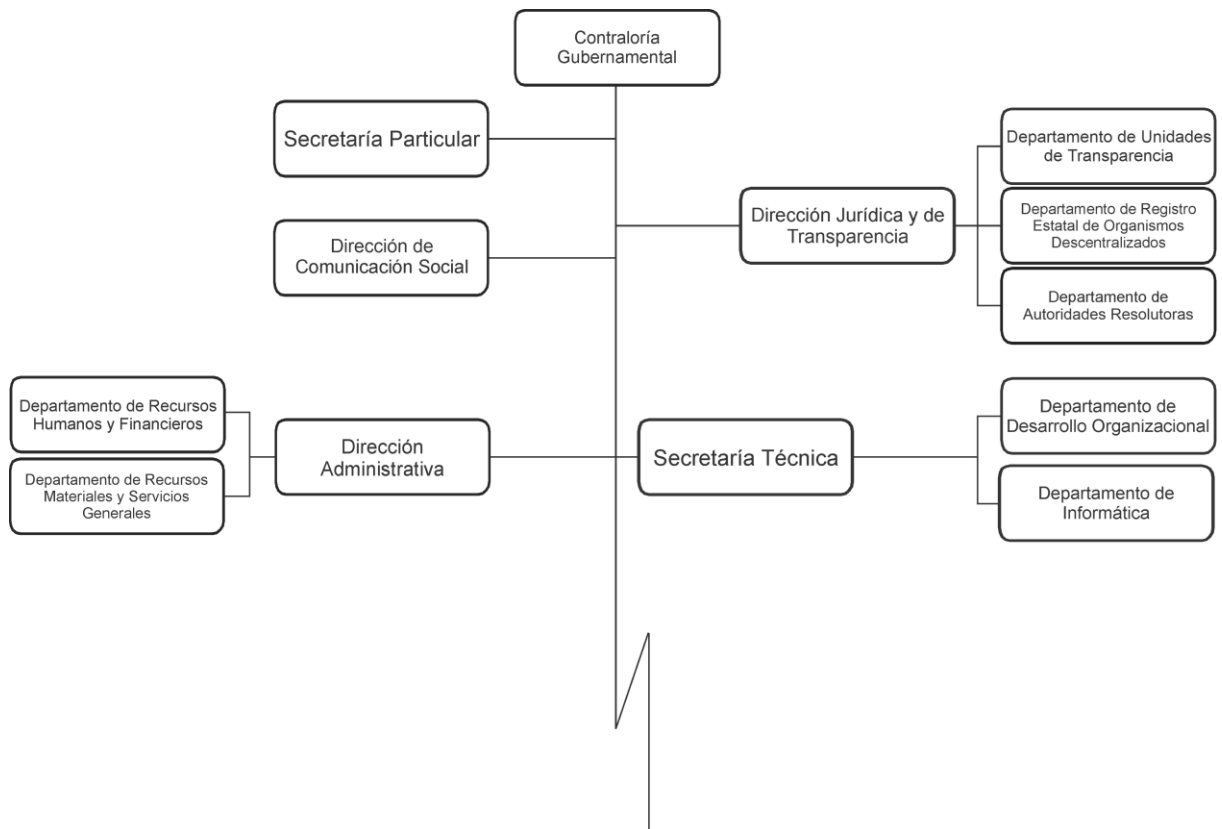 Contraloría
Gubernamental
Secretaría Particular
Departamento de Unidades
de Transparencia
Dirección Jurídica y de
Transparencia
Departamento de Registro
Estatal de Organismos
Descentralizados
Dirección de
Comunicación Social
Departamento de
Autoridades Resolutoras
Departamento de Recursos
Humanos y Financieros
Departamento de Recursos
Materiales y Servicios
Generales
Dirección
Administrativa
Secretaría Técnica
Departamento de
Desarrollo Organizacional
Departamento de
Informática